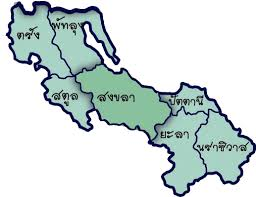 ตรัง
พัทลุง
สตูล
สงขลา
ปัตตานี
ยะลา
นราธิวาส